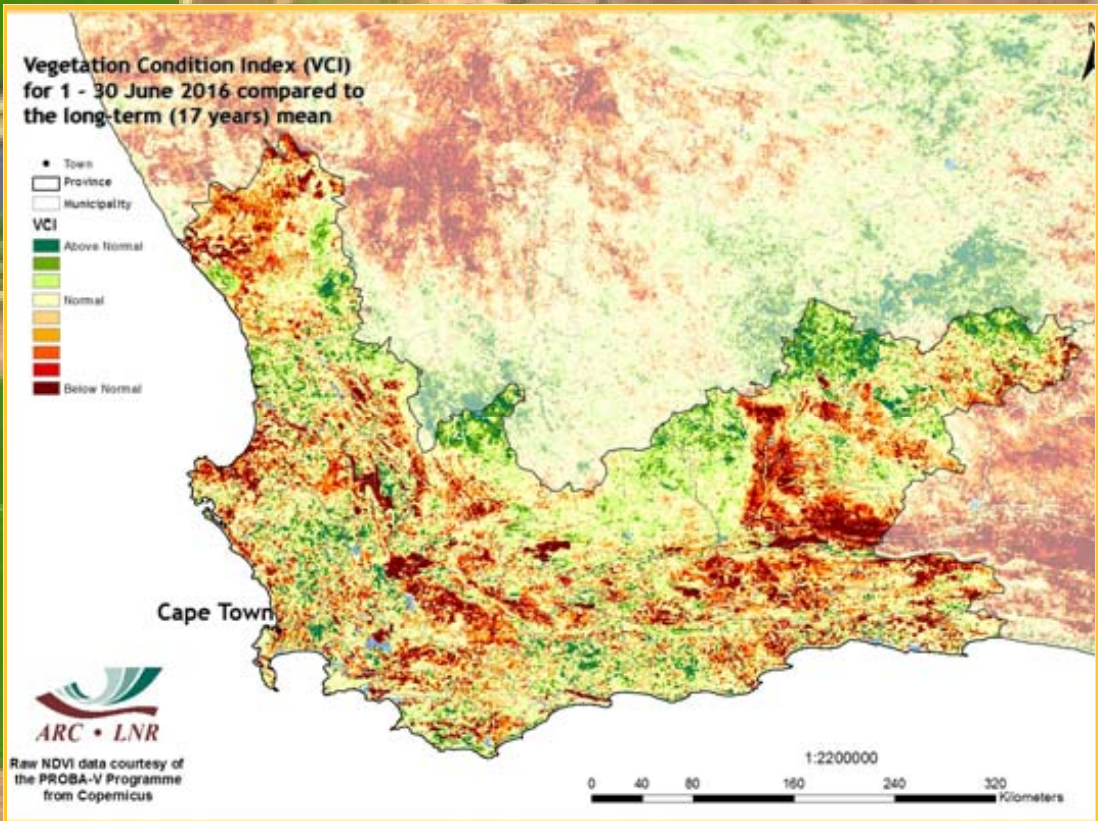 Vegetation Condition Index (VCI)
for 1 - 30 June 2016 compared to
the long-term (17 years) mean
Town
Province
Municipality
VCI
Above Normal
Normal
Below Normal
Cape Town
ARC • LNR
Raw NDVI data courtesy of
the PROBA-V Programme
from Copernicus
1:2200000
0 40 80 160 240 320
Kilometers